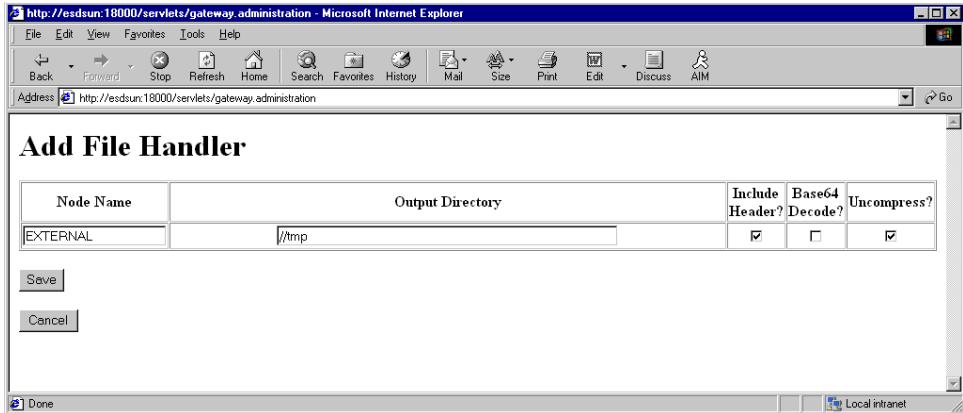 http://esdsun:18000/servlets/gateway.administration - Microsoft Internet Explorer
File Edit View Favorites Tools Help
Back Forward Stop Refresh Home Search Favorites History Mail Size Print Edit Discuss AIM
Address http://esdsun:18000/servlets/gateway.administration Go
Add File Handler
Node Name Output Directory Include Header? Base64 Decode? Uncompress?
EXTERNAL //tmp
Save
Cancel
Done Local intranet